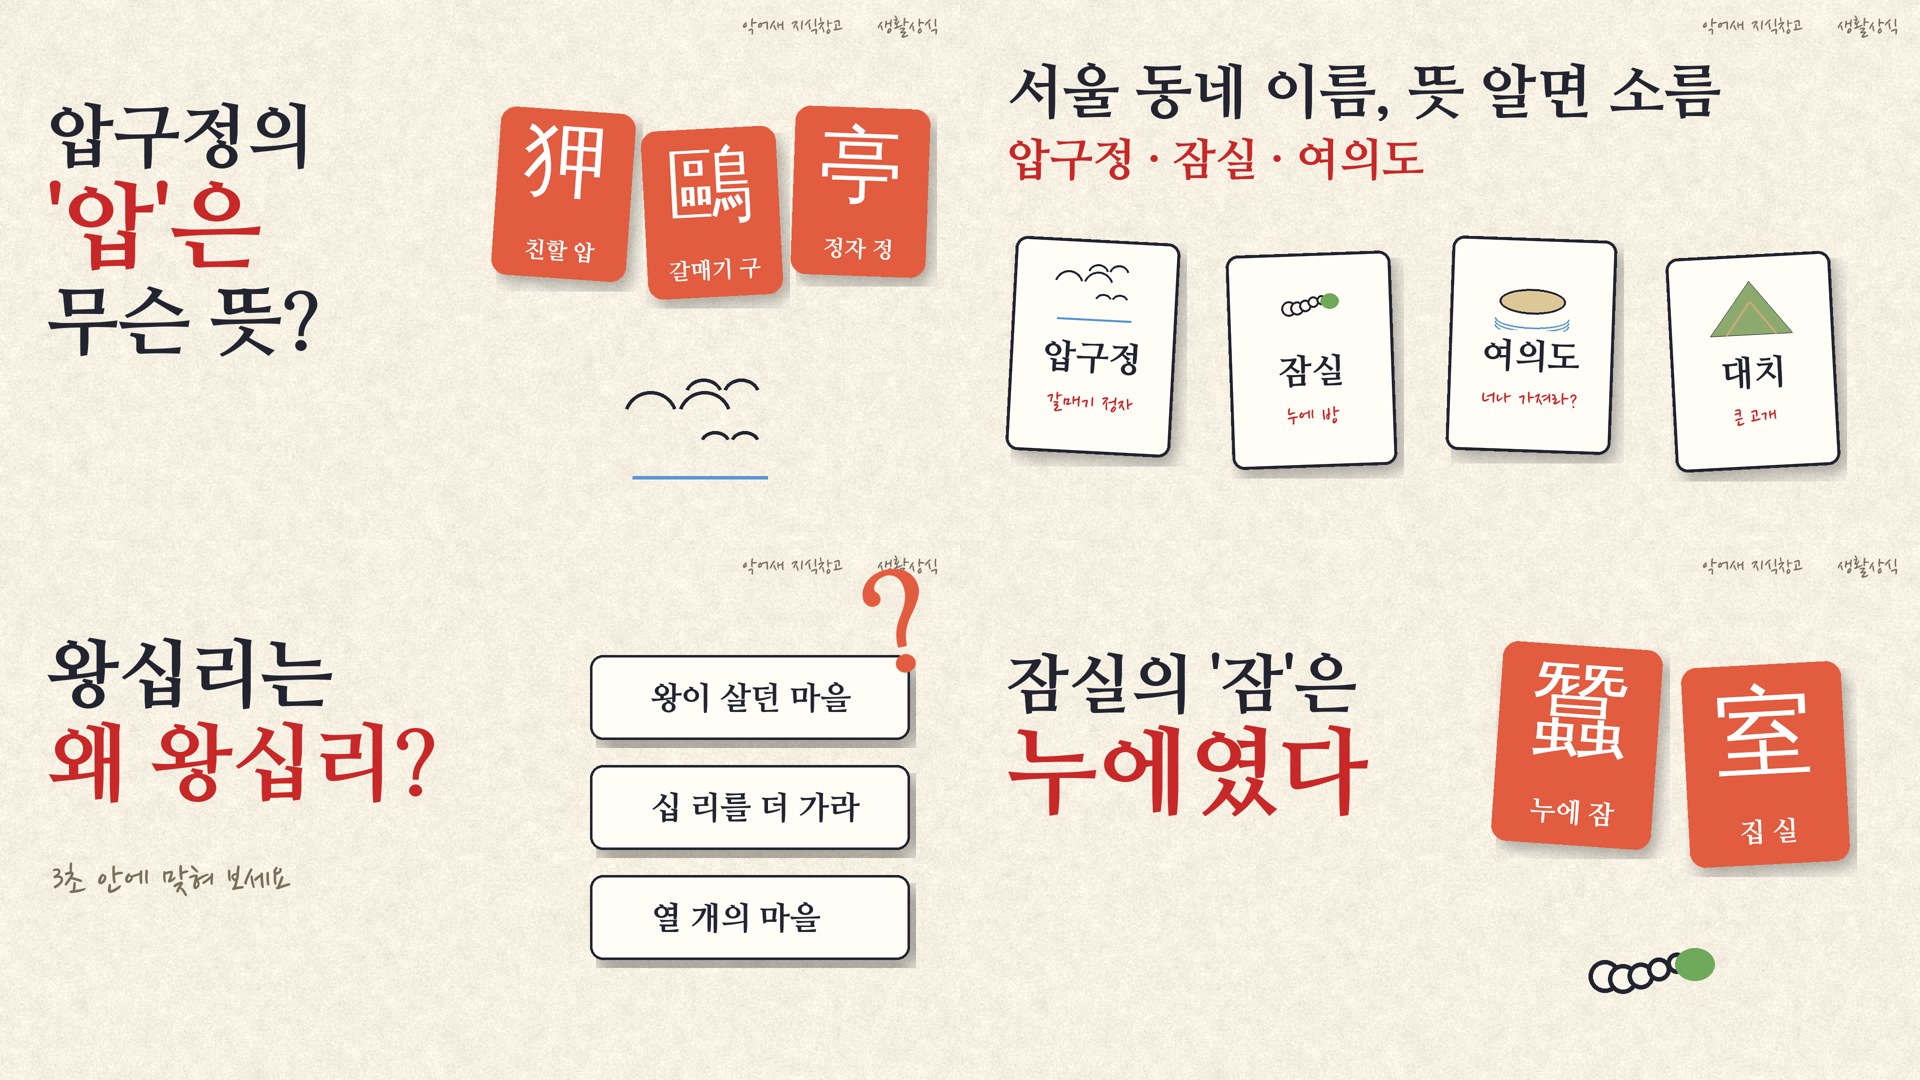 악어새 지식창고 생활상식
압구정의
'압'은
무슨 뜻?
狎
친할 압
鷗
갈매기 구
亭
정자 정
악어새 지식창고 생활상식
서울 동네 이름, 뜻 알면 소름
압구정 · 잠실 · 여의도
압구정
갈매기 정자
잠실
누에 방
여의도
너나 가져라?
대치
큰 고개
악어새 지식창고 생활상식
왕십리는
왜 왕십리?
3초 안에 맞혀 보세요
?
왕이 살던 마을
십 리를 더 가라
열 개의 마을
악어새 지식창고 생활상식
잠실의 '잠'은
누에였다
蠶
누에 잠
室
집 실